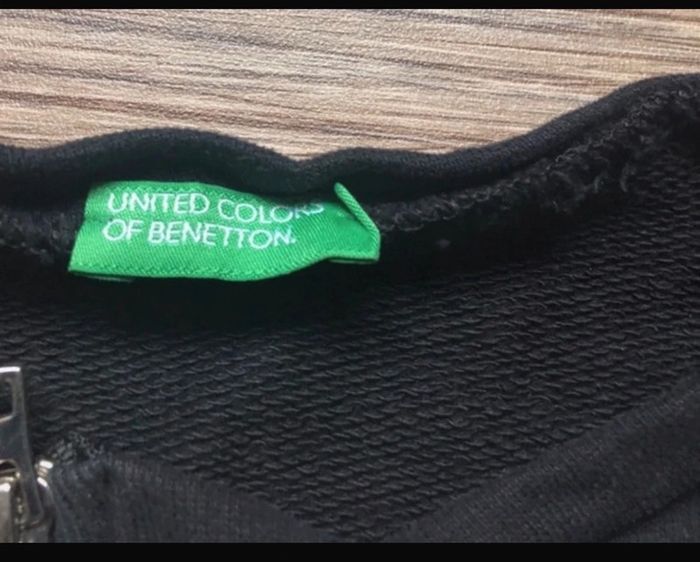 UNITED COLORS
OF BENETTON.